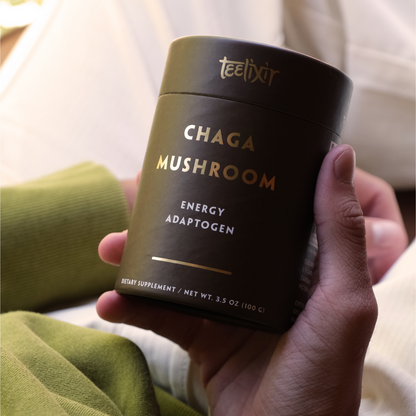 teelixir
CHAGA
MUSHROOM
ENERGY
ADAPTOGEN
DIETARY SUPPLEMENT / NET WT. 3.5 OZ (100 G)